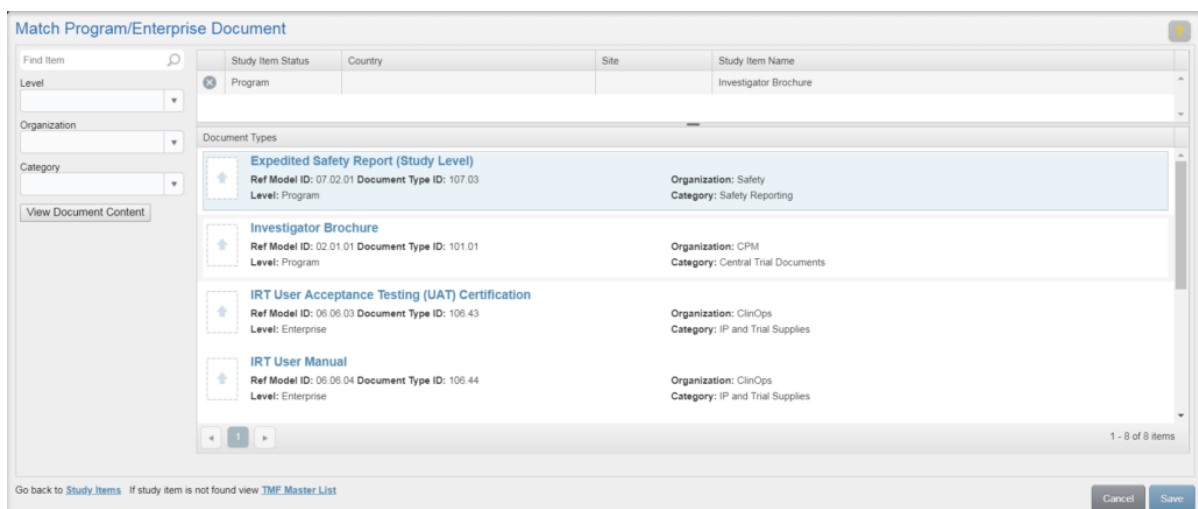 Match Program/Enterprise Document
?
Find Item
Level
Organization
Category
View Document Content
Study Item Status Country Site Study Item Name
Program Investigator Brochure
Document Types
Expedited Safety Report (Study Level)
Ref Model ID: 07.02.01 Document Type ID: 107.03 Organization: Safety
Level: Program Category: Safety Reporting
Investigator Brochure
Ref Model ID: 02.01.01 Document Type ID: 101.01 Organization: CPM
Level: Program Category: Central Trial Documents
IRT User Acceptance Testing (UAT) Certification
Ref Model ID: 06.06.03 Document Type ID: 106.43 Organization: ClinOps
Level: Enterprise Category: IP and Trial Supplies
IRT User Manual
Ref Model ID: 06.06.04 Document Type ID: 106.44 Organization: ClinOps
Level: Enterprise Category: IP and Trial Supplies
1 1 - 8 of 8 items
Go back to Study Items If study item is not found view TMF Master List
Cancel Save